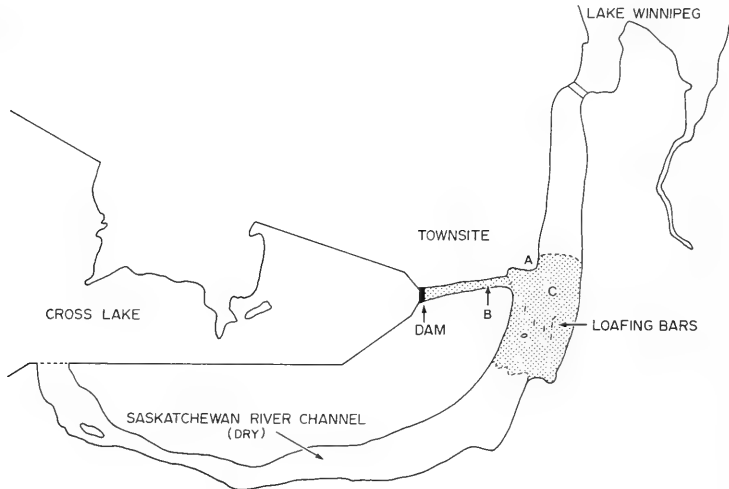 LAKE WINNIPEG
TOWNSITE
A
C
CROSS LAKE
DAM
B
LOAFING BARS
SASKATCHEWAN RIVER CHANNEL
(DRY)